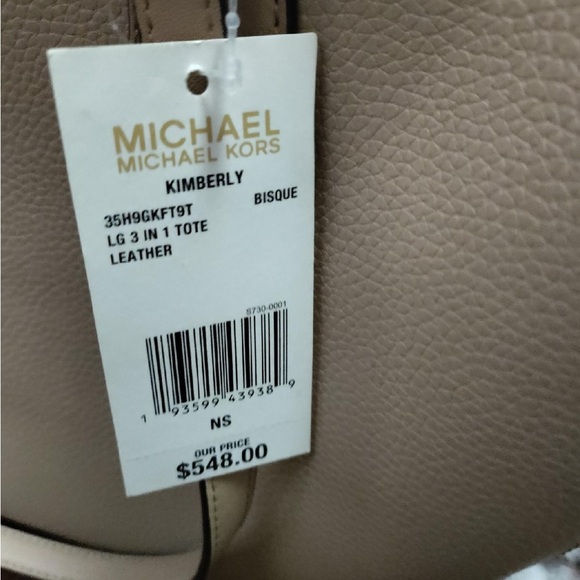 MICHAEL
MICHAEL KORS
KIMBERLY
35H9GKFT9T BISQUE
LG 3 IN 1 TOTE
LEATHER
5730-0001
1 93599 43938 9
NS
OUR PRICE
$548.00